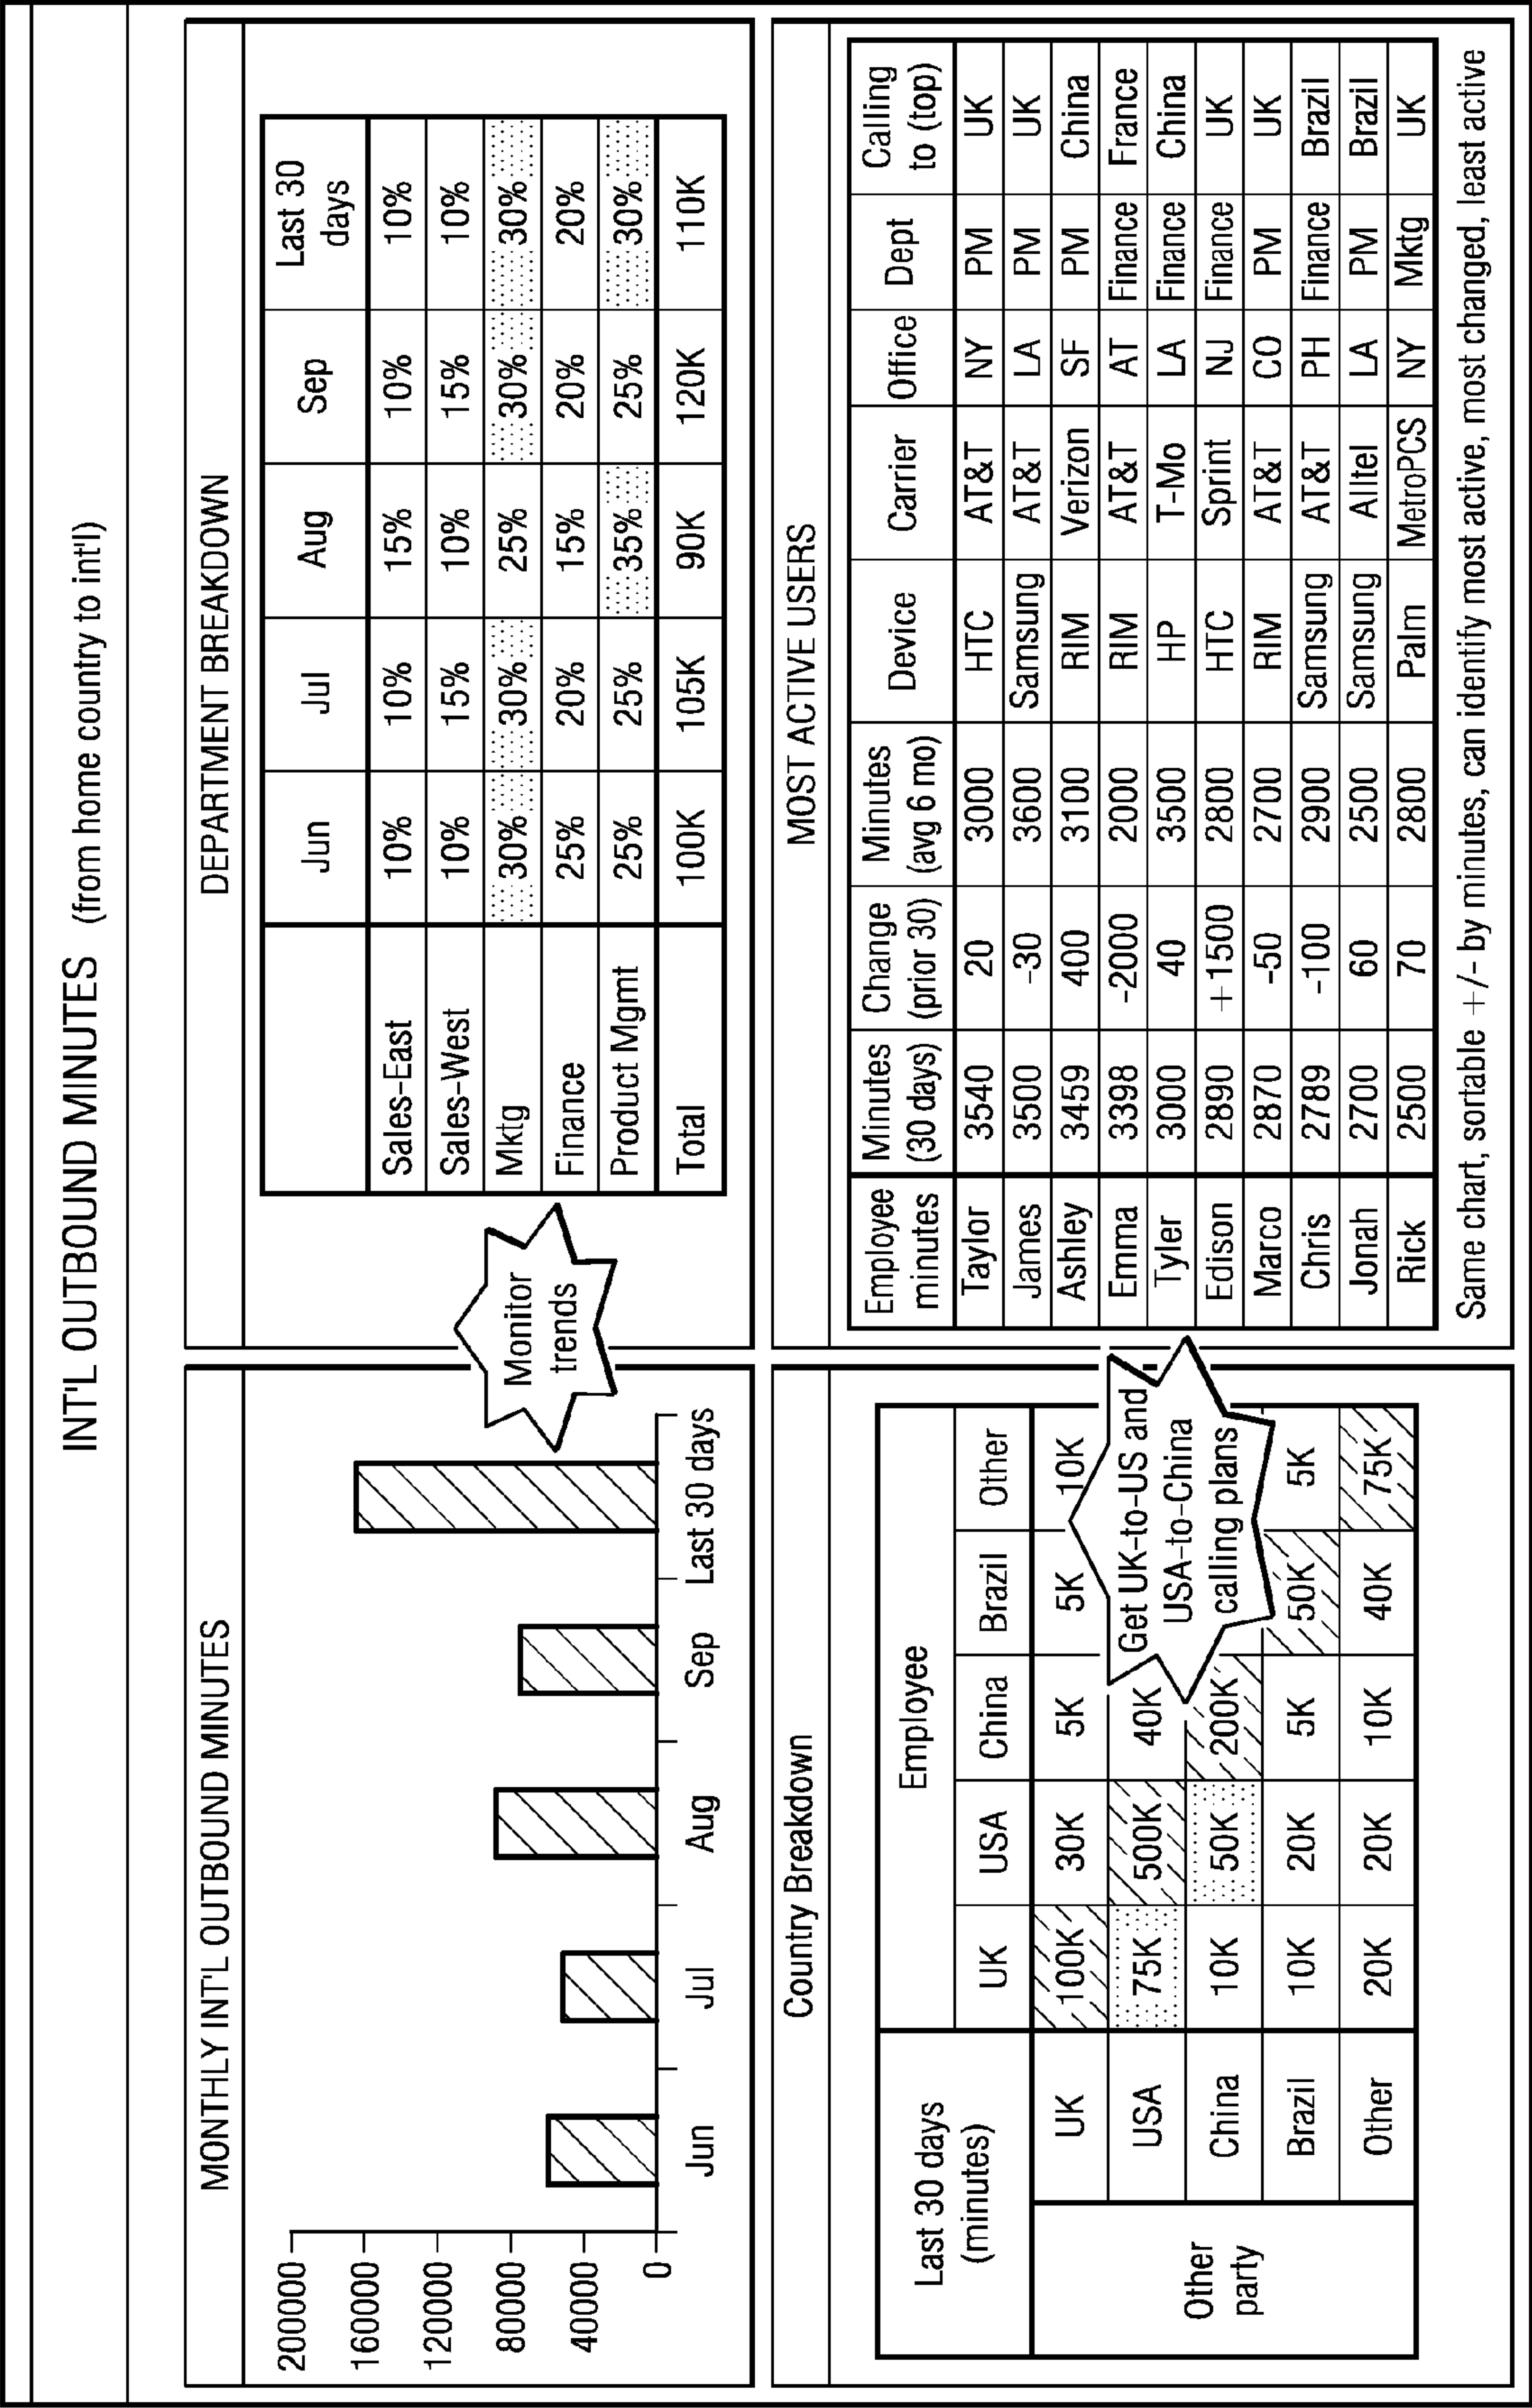 INT'L OUTBOUND MINUTES (from home country to int'l)
MONTHLY INT'L OUTBOUND MINUTES
200000
160000
120000
80000
40000
0
Jun Jul Aug Sep Last 30 days
Monitor
trends
DEPARTMENT BREAKDOWN
Jun Jul Aug Sep Last 30
days
Sales-East 10% 10% 15% 10% 10%
Sales-West 10% 15% 10% 15% 10%
Mktg 30% 30% 25% 30% 30%
Finance 25% 20% 15% 20% 20%
Product Mgmt 25% 25% 35% 25% 30%
Total 100K 105K 90K 120K 110K
Country Breakdown
Last 30 days
(minutes)
Employee
UK USA China Brazil Other
Other
party
UK 100K 30K 5K 5K 10K
USA 75K 500K 40K
China 10K 50K 200K
Brazil 10K 20K 5K 50K 5K
Other 20K 20K 10K 40K 75K
Get UK-to-US and
USA-to-China
calling plans
MOST ACTIVE USERS
Employee Minutes Change Minutes Device Carrier Office Dept Calling
minutes (30 days) (prior 30) (avg 6 mo) to (top)
Taylor 3540 20 3000 HTC AT&T NY PM UK
James 3500 -30 3600 Samsung AT&T LA PM UK
Ashley 3459 400 3100 RIM Verizon SF PM China
Emma 3398 -2000 2000 RIM AT&T AT Finance France
Tyler 3000 40 3500 HP T-Mo LA Finance China
Edison 2890 +1500 2800 HTC Sprint NJ Finance UK
Marco 2870 -50 2700 RIM AT&T CO PM UK
Chris 2789 -100 2900 Samsung AT&T PH Finance Brazil
Jonah 2700 60 2500 Samsung Alltel LA PM Brazil
Rick 2500 70 2800 Palm MetroPCS NY Mktg UK
Same chart, sortable +/- by minutes, can identify most active, most changed, least active